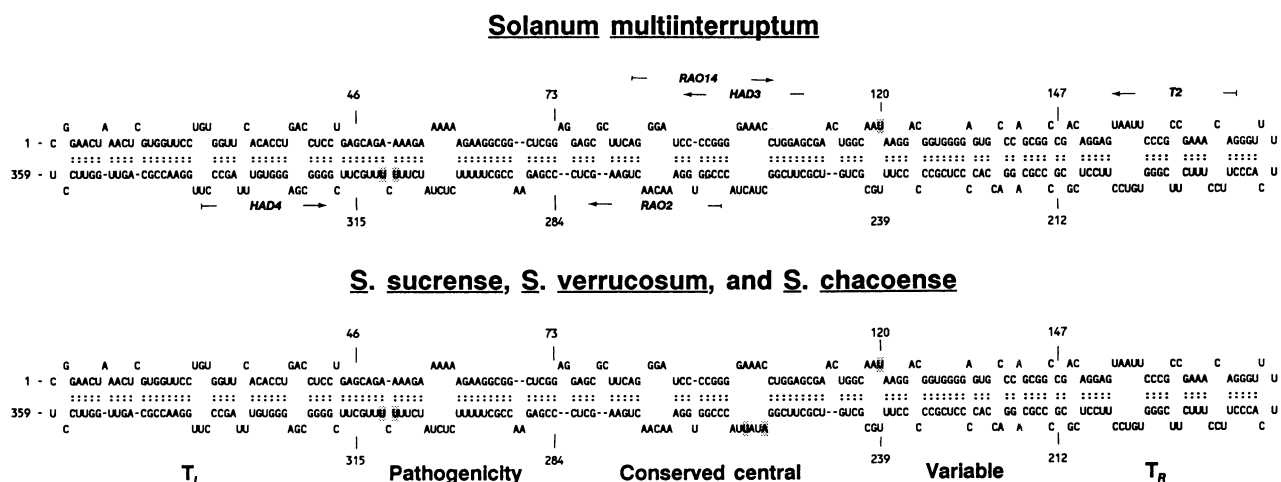 Solanum multiinterruptum
RAO14
46 73 HAD3 120 147 T2
G A C UGU C GAC U AAAA AG GC GGA GAAAC AC AAU AC A C A C AC UAAUU CC C U
1 - C GAACU AACU GUGGUUCC GGUU ACACCU CUCC GAGCAGA-AAAGA AGAAGGCGG--CUCGG GAGC UUCAG UCC-CCGGG CUGGAGCGA UGGC AAGG GGUGGGG GUG CC GCGG CG AGGAG CCCG GAAA AGGGU U
359 - U CUUGG-UUGA-CGCCAAGG CCGA UGUGGG GGGG UUCGUUU UUUCU UUUUUCGCC GAGCC--CUCG--AAGUC AGG GGCCC GGCUUCGCU-GUCG UUCC CCGCUCC CAC GG CGCC GC UCCUU GGGC CUUU UCCCA U
C UUC UU AGC C C AUCUC AA AACAA U AUCAUC CGU C C CAA C GC CCUGU UU CCU C
HAD4 RAO2
315 284 239 212
S. sucrense, S. verrucosum, and S. chacoense
46 73 120 147
G A C UGU C GAC U AAAA AG GC GGA GAAAC AC AAU AC A C A C AC UAAUU CC C U
1 - C GAACU AACU GUGGUUCC GGUU ACACCU CUCC GAGCAGA-AAAGA AGAAGGCGG--CUCGG GAGC UUCAG UCC-CCGGG CUGGAGCGA UGGC AAGG GGUGGGG GUG CC GCGG CG AGGAG CCCG GAAA AGGGU U
359 - U CUUGG-UUGA-CGCCAAGG CCGA UGUGGG GGGG UUCGUUU UUUCU UUUUUCGCC GAGCC--CUCG--AAGUC AGG GGCCC GGCUUCGCU-GUCG UUCC CCGCUCC CAC GG CGCC GC UCCUU GGGC CUUU UCCCA U
C UUC UU AGC C C AUCUC AA AACAA U AUUAUA CGU C C CAA C GC CCUGU UU CCU C
315 284 239 212
T Pathogenicity Conserved central Variable T R